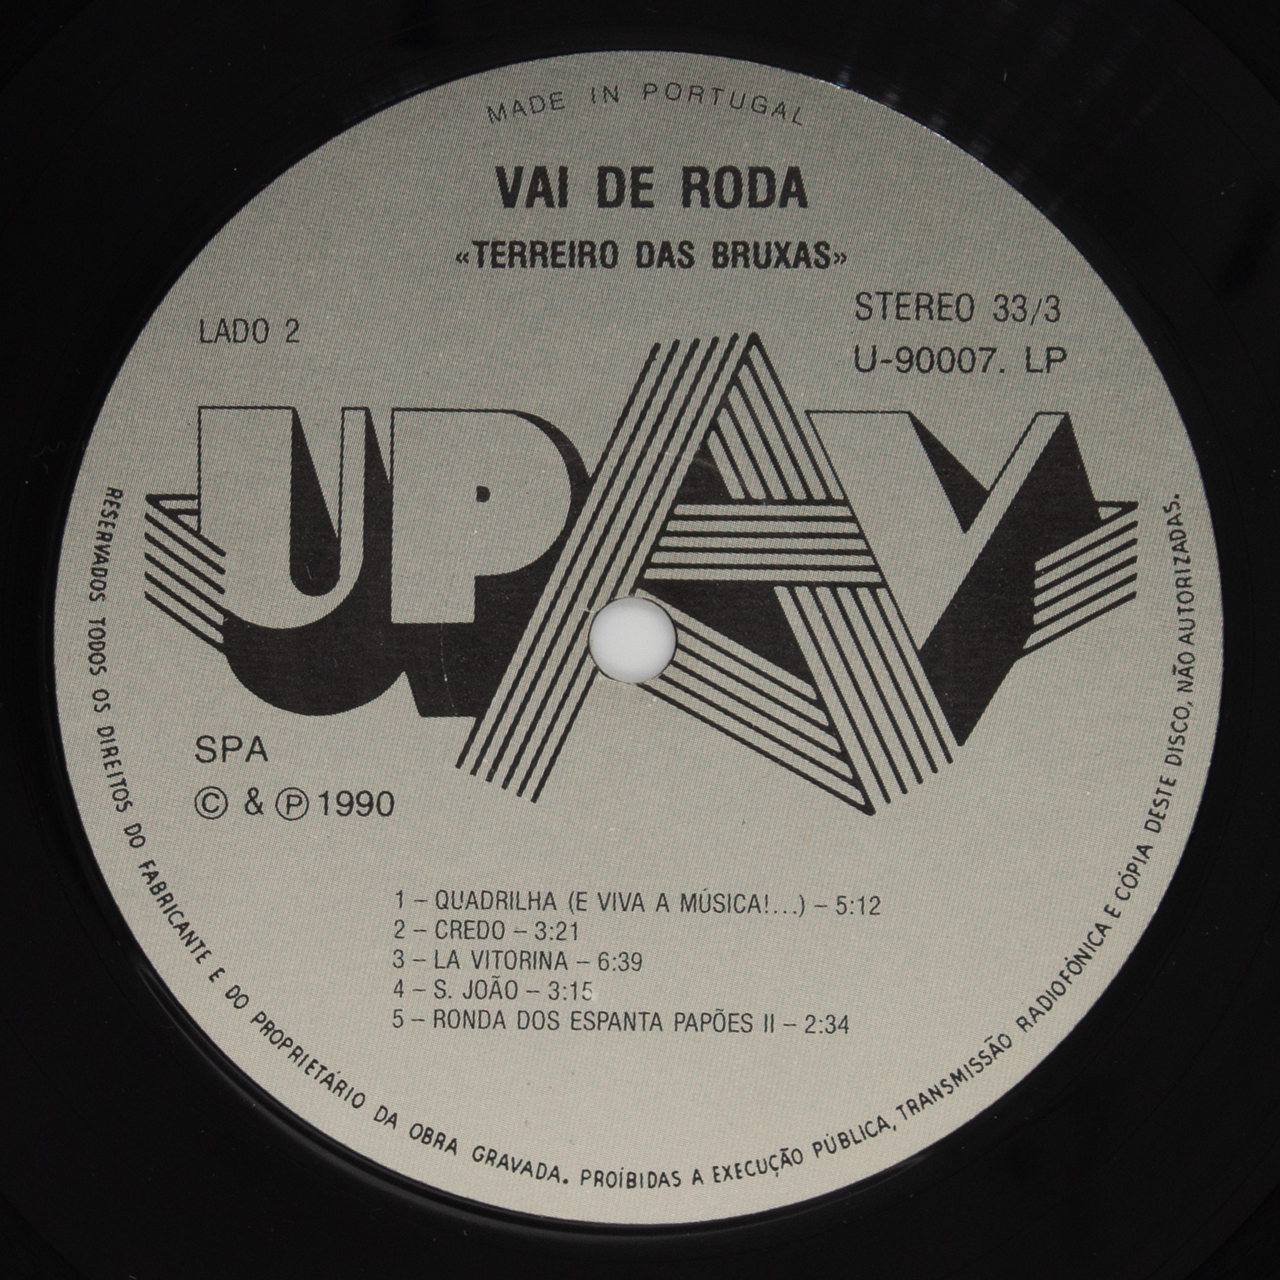 MADE IN PORTUGAL
VAI DE RODA
«TERREIRO DAS BRUXAS»
LADO 2
STEREO 33/3
U-90007. LP
UPAV
SPA
© & ℗ 1990
1 – QUADRILHA (E VIVA A MÚSICA!...) – 5:12
2 – CREDO – 3:21
3 – LA VITORINA – 6:39
4 – S. JOÃO – 3:15
5 – RONDA DOS ESPANTA PAPÕES II – 2:34
RESERVADOS TODOS OS DIREITOS DO FABRICANTE E DO PROPRIETÁRIO DA OBRA GRAVADA. PROÍBIDAS A EXECUÇÃO PÚBLICA, TRANSMISSÃO RADIOFÓNICA E CÓPIA DESTE DISCO, NÃO AUTORIZADAS.